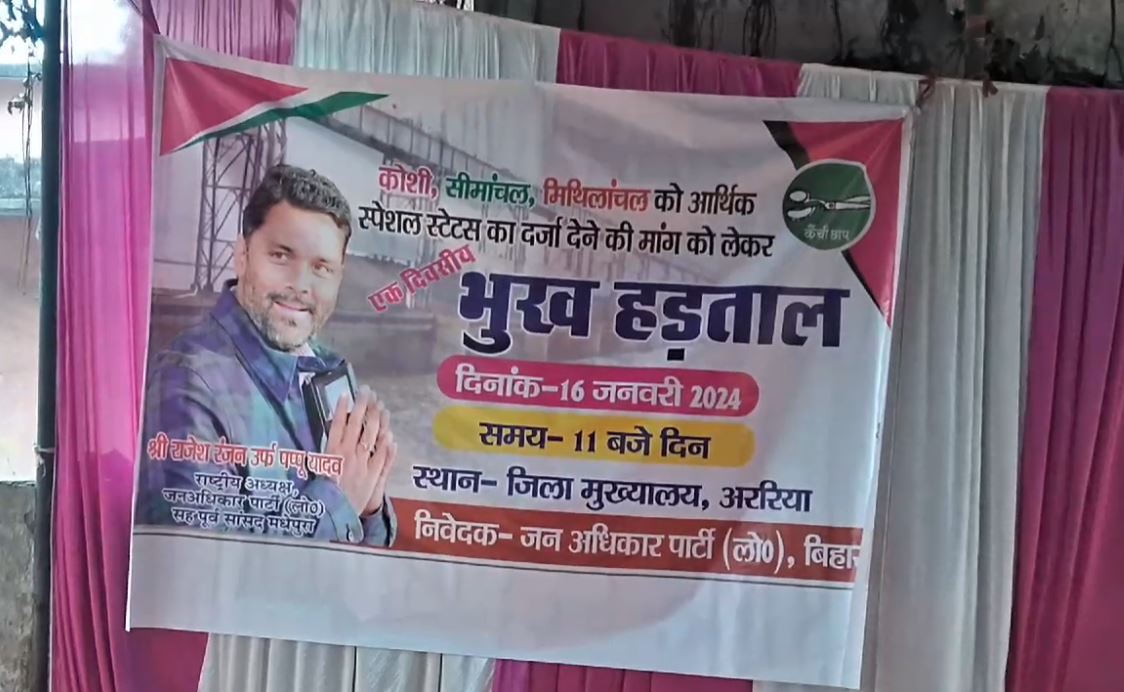 कोशी, सीमांचल, मिथिलांचल को आर्थिक
स्पेशल स्टेटस का दर्जा देने की मांग को लेकर
एक दिवसीय
भुख हड़ताल
दिनांक-16 जनवरी 2024
समय- 11 बजे दिन
स्थान- जिला मुख्यालय, अररिया
निवेदक- जन अधिकार पार्टी (लो०), बिहार
कैंची छाप
श्री राजेश रंजन उर्फ पप्पू यादव
राष्ट्रीय अध्यक्ष,
जनअधिकार पार्टी (लो०)
सह पूर्व सांसद मधेपुरा